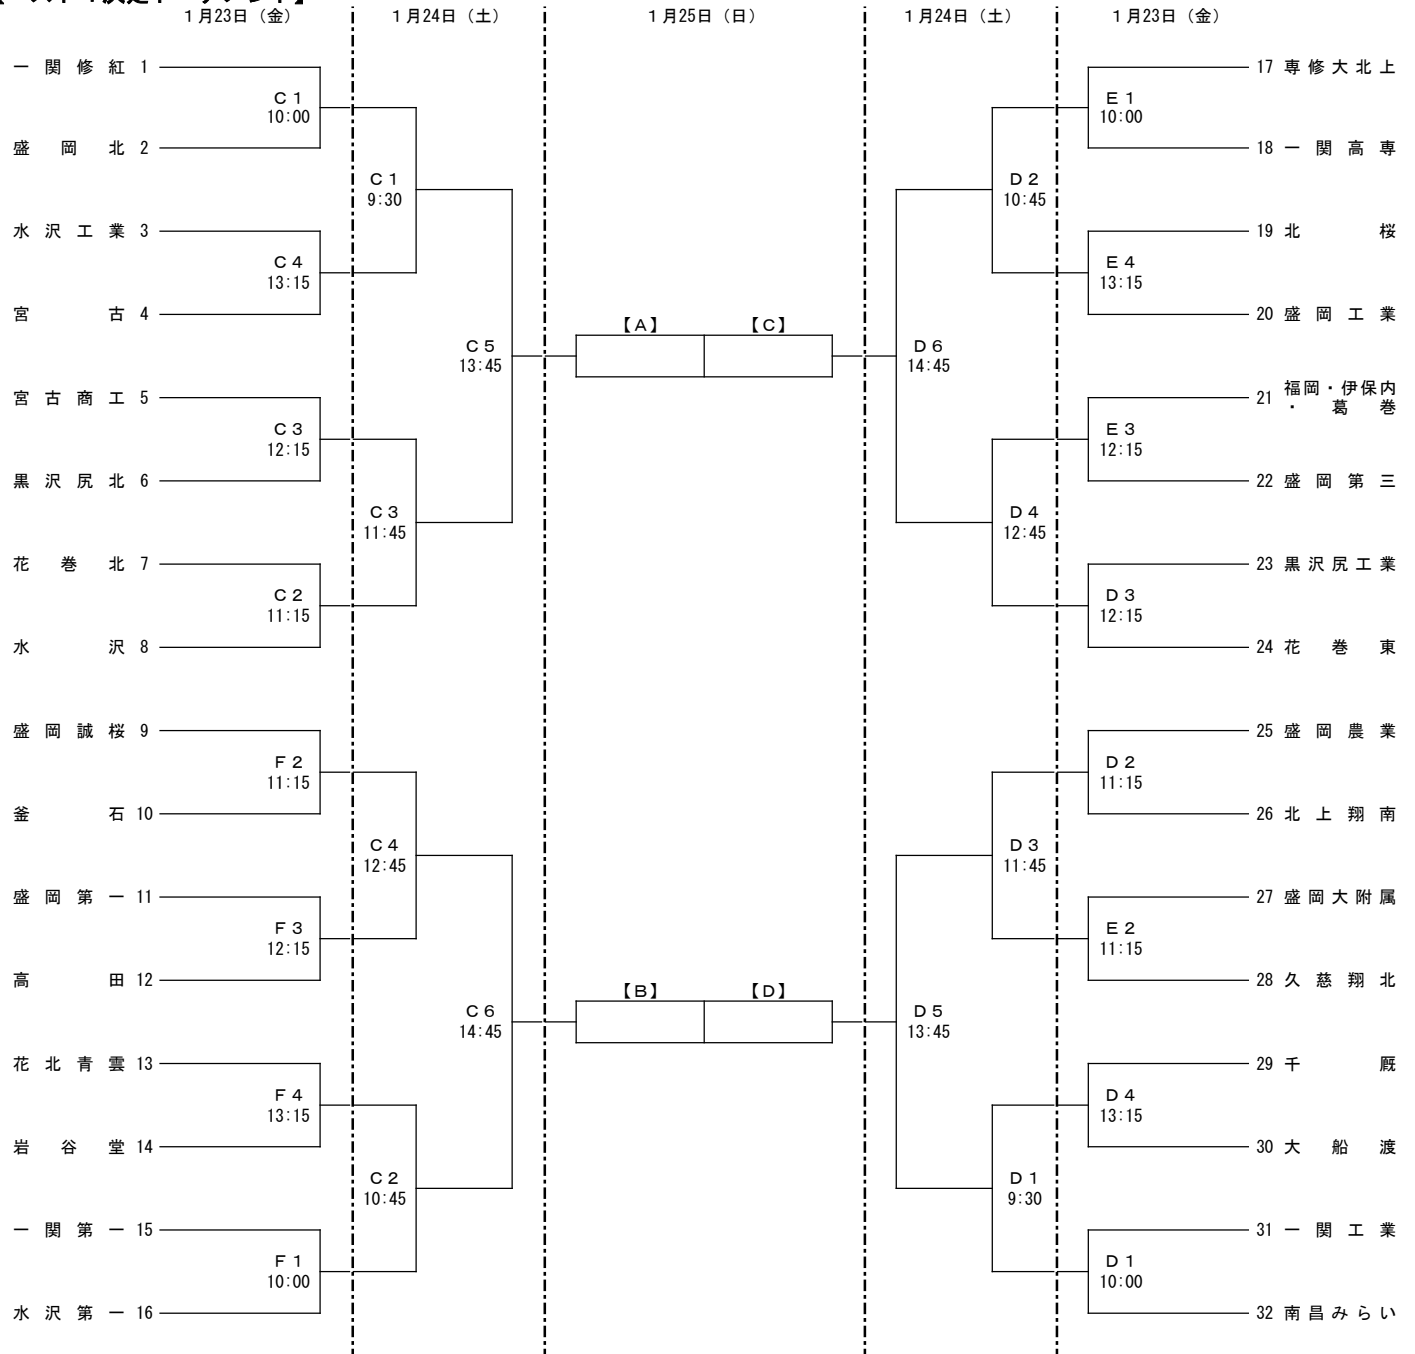 1月23日（金） 1月24日（土） 1月25日（日） 1月24日（土） 1月23日（金）
一関修紅 1
C1
10:00
盛岡北 2
C1
9:30
水沢工業 3
C4
13:15
宮古 4
C5
13:45
宮古商工 5
C3
12:15
黒沢尻北 6
C3
11:45
花巻北 7
C2
11:15
水沢 8
盛岡誠桜 9
F2
11:15
釜石 10
C4
12:45
盛岡第一 11
F3
12:15
高田 12
C6
14:45
花北青雲 13
F4
13:15
岩谷堂 14
C2
10:45
一関第一 15
F1
10:00
水沢第一 16
【A】 【C】
【B】 【D】
17 専修大北上
E1
10:00
18 一関高専
D2
10:45
19 北桜
E4
13:15
20 盛岡工業
D6
14:45
21 福岡・伊保内
・葛巻
E3
12:15
22 盛岡第三
D4
12:45
23 黒沢尻工業
D3
12:15
24 花巻東
25 盛岡農業
D2
11:15
26 北上翔南
D3
11:45
27 盛岡大附属
E2
11:15
28 久慈翔北
D5
13:45
29 千厩
D4
13:15
30 大船渡
D1
9:30
31 一関工業
D1
10:00
32 南昌みらい